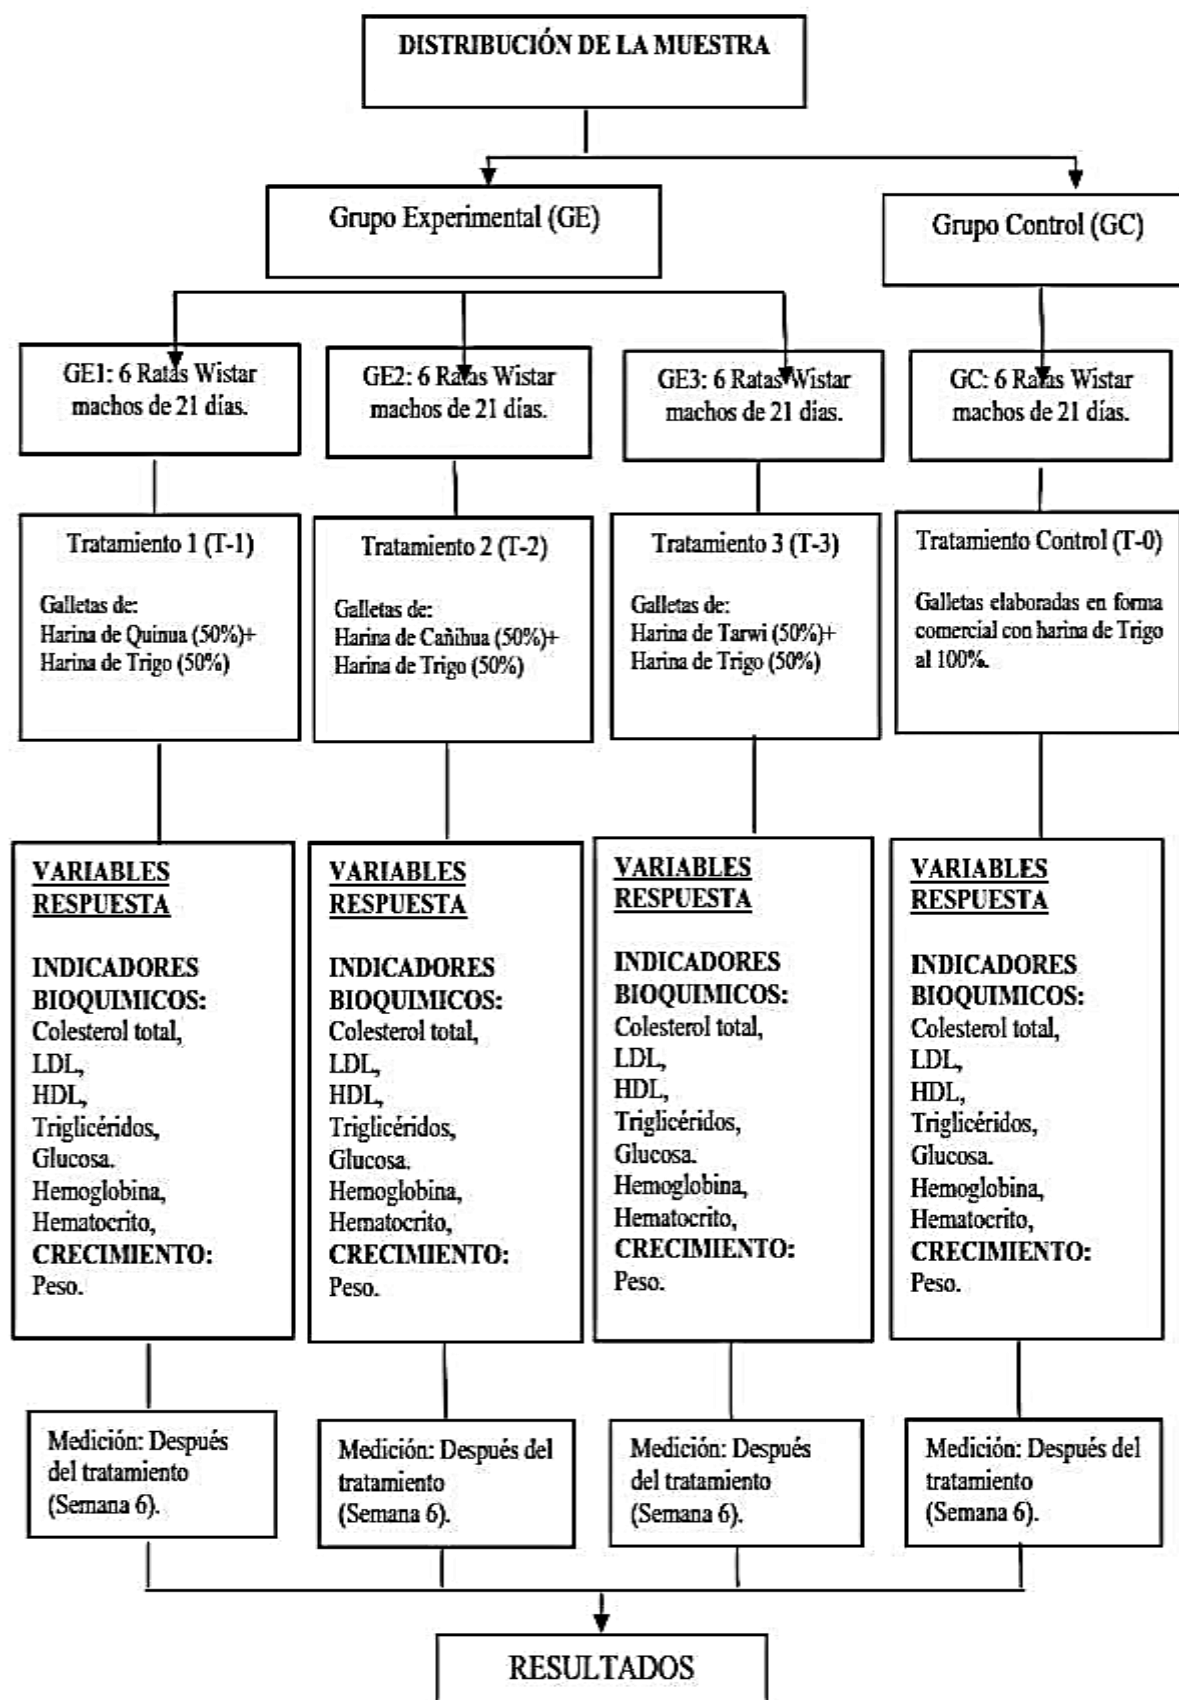 DISTRIBUCIÓN DE LA MUESTRA
Grupo Experimental (GE)
Grupo Control (GC)
GE1: 6 Ratas Wistar
machos de 21 días.
GE2: 6 Ratas Wistar
machos de 21 días.
GE3: 6 Ratas Wistar
machos de 21 días.
GC: 6 Ratas Wistar
machos de 21 días.
Tratamiento 1 (T-1)
Galletas de:
Harina de Quinua (50%)+
Harina de Trigo (50%)
Tratamiento 2 (T-2)
Galletas de:
Harina de Cañihua (50%)+
Harina de Trigo (50%)
Tratamiento 3 (T-3)
Galletas de:
Harina de Tarwi (50%)+
Harina de Trigo (50%)
Tratamiento Control (T-0)
Galletas elaboradas en forma
comercial con harina de Trigo
al 100%.
VARIABLES
RESPUESTA
INDICADORES
BIOQUIMICOS:
Colesterol total,
LDL,
HDL,
Triglicéridos,
Glucosa.
Hemoglobina,
Hematocrito,
CRECIMIENTO:
Peso.
VARIABLES
RESPUESTA
INDICADORES
BIOQUIMICOS:
Colesterol total,
LDL,
HDL,
Triglicéridos,
Glucosa.
Hemoglobina,
Hematocrito,
CRECIMIENTO:
Peso.
VARIABLES
RESPUESTA
INDICADORES
BIOQUIMICOS:
Colesterol total,
LDL,
HDL,
Triglicéridos,
Glucosa.
Hemoglobina,
Hematocrito,
CRECIMIENTO:
Peso.
VARIABLES
RESPUESTA
INDICADORES
BIOQUIMICOS:
Colesterol total,
LDL,
HDL,
Triglicéridos,
Glucosa.
Hemoglobina,
Hematocrito,
CRECIMIENTO:
Peso.
Medición: Después
del tratamiento
(Semana 6).
Medición: Después del
tratamiento
(Semana 6).
Medición: Después
del tratamiento
(Semana 6).
Medición: Después del
tratamiento
(Semana 6).
RESULTADOS